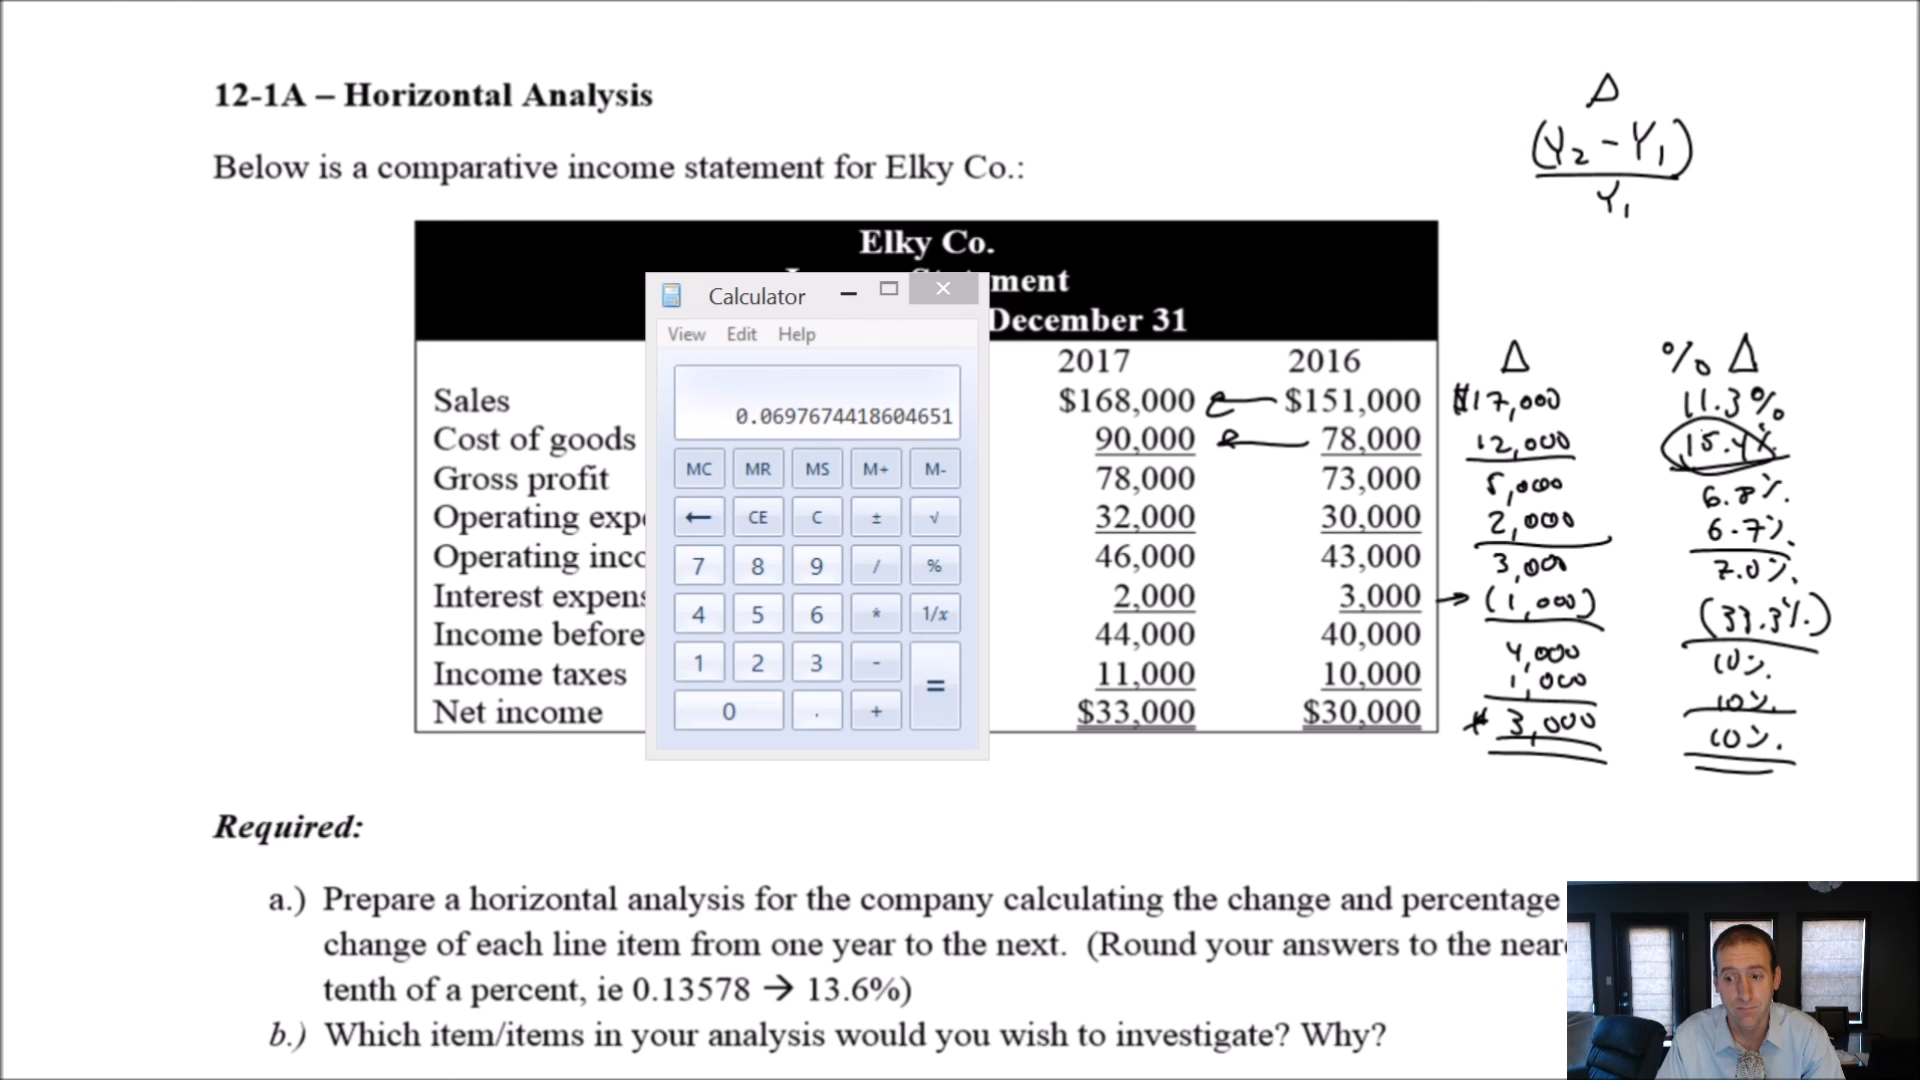 12-1A – Horizontal Analysis
Δ
Below is a comparative income statement for Elky Co.:
(Y2 - Y1)
Y1
Elky Co.
ment
December 31
Calculator
View Edit Help
0.0697674418604651
MC MR MS M+ M-
← CE C ± √
7 8 9 / %
4 5 6 * 1/x
1 2 3 - =
0 . +
2017 2016 Δ % Δ
Sales $168,000 $151,000 $17,000 11.3%
Cost of goods 90,000 78,000 12,000 15.4%
Gross profit 78,000 73,000 5,000 6.8%
Operating 32,000 30,000 2,000 6.7%
Operating 46,000 43,000 3,000 7.0%
Interest 2,000 3,000 → (1,000) (33.3%)
Income before 44,000 40,000 4,000 10%
Income taxes 11,000 10,000 1,000 10%
Net income $33,000 $30,000 $3,000 10%
Required:
a.) Prepare a horizontal analysis for the company calculating the change and percentage
change of each line item from one year to the next. (Round your answers to the
tenth of a percent, ie 0.13578 → 13.6%)
b.) Which item/items in your analysis would you wish to investigate? Why?